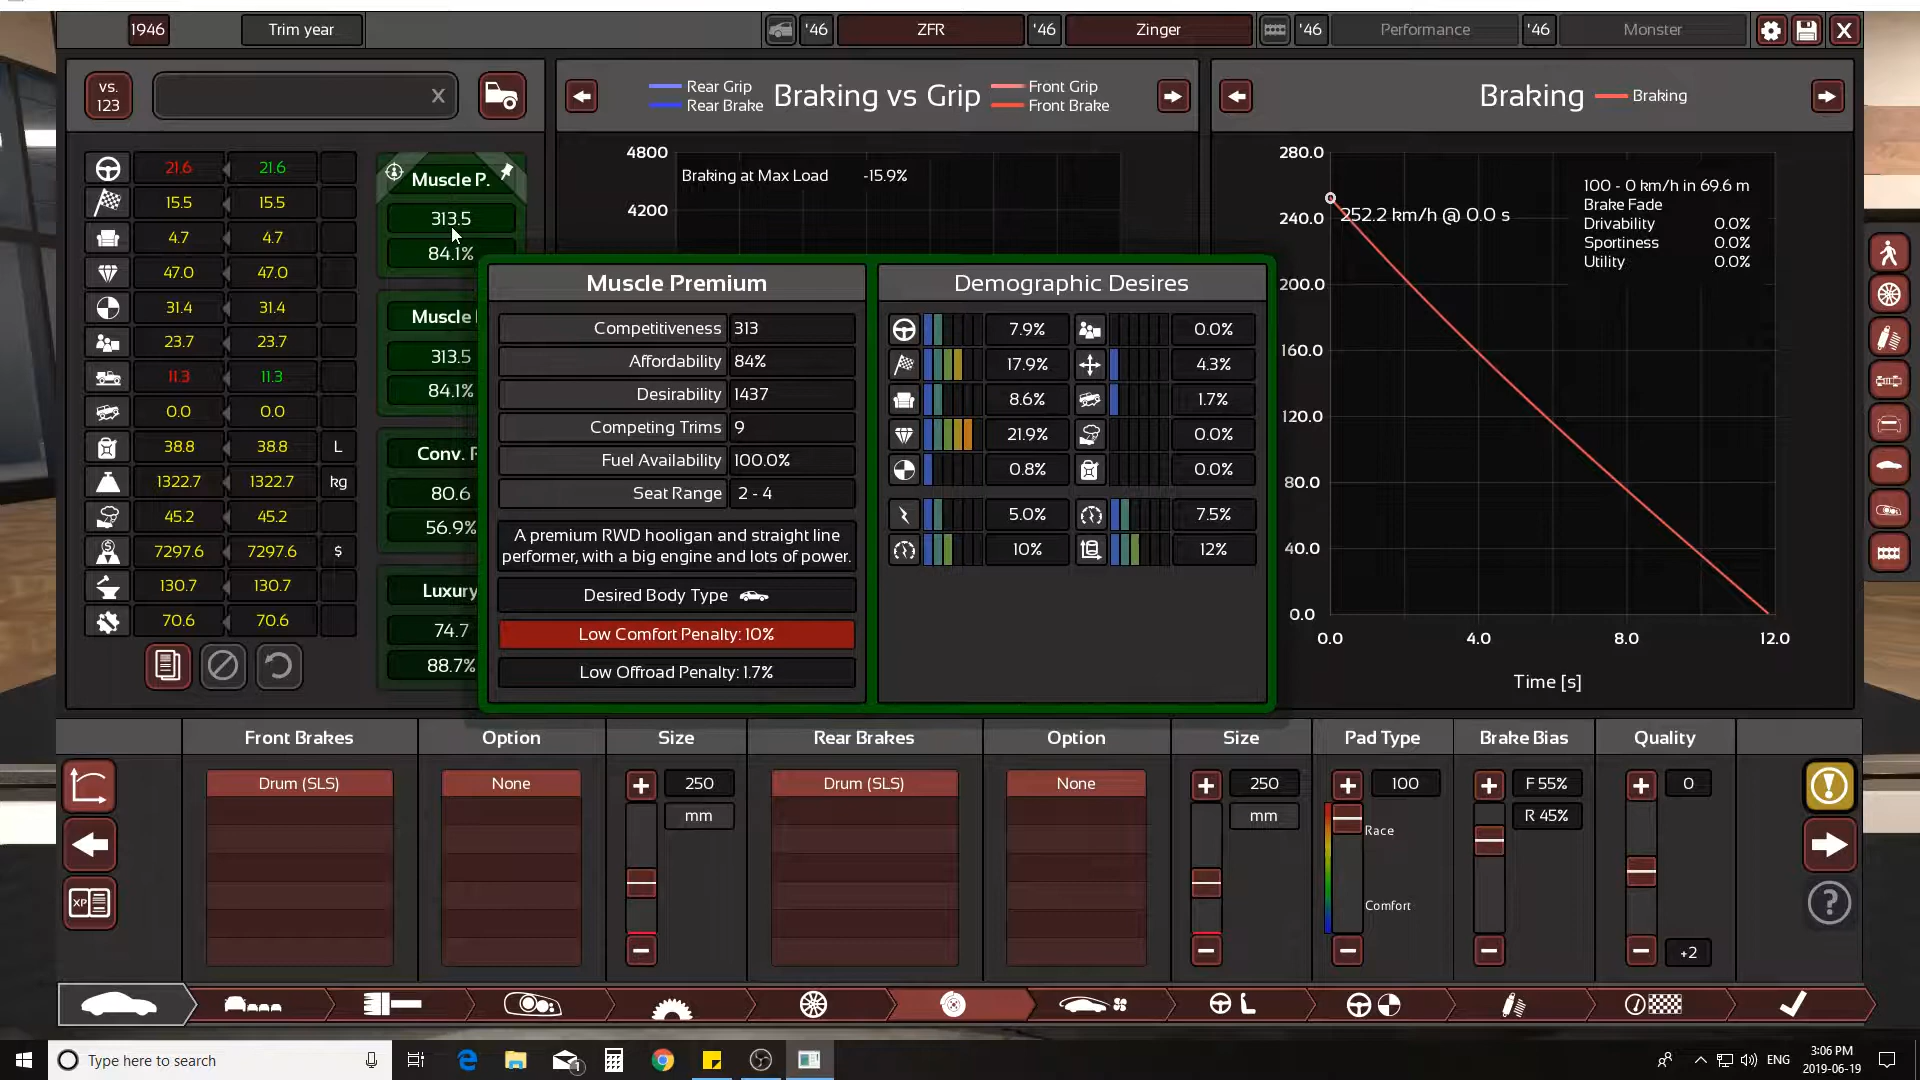 1946
Trim year
'46
ZFR
'46
Zinger
'46
Performance
'46
Monster
X
vs.
123
X
Rear Grip
Rear Brake
Braking vs Grip
Front Grip
Front Brake
Braking
Braking
21.6 21.6
15.5 15.5
4.7 4.7
47.0 47.0
31.4 31.4
23.7 23.7
11.3 11.3
0.0 0.0
38.8 38.8 L
1322.7 1322.7 kg
45.2 45.2
7297.6 7297.6 $
130.7 130.7
70.6 70.6
Muscle P.
313.5
84.1%
Muscle
313.5
84.1%
Conv.
80.6
56.9%
Luxury
74.7
88.7%
4800
4200
Braking at Max Load -15.9%
Muscle Premium
Competitiveness 313
Affordability 84%
Desirability 1437
Competing Trims 9
Fuel Availability 100.0%
Seat Range 2 - 4
A premium RWD hooligan and straight line
performer, with a big engine and lots of power.
Desired Body Type
Low Comfort Penalty: 10%
Low Offroad Penalty: 1.7%
Demographic Desires
7.9% 0.0%
17.9% 4.3%
8.6% 1.7%
21.9% 0.0%
0.8% 0.0%
5.0% 7.5%
10% 12%
280.0
240.0
200.0
160.0
120.0
80.0
40.0
0.0
252.2 km/h @ 0.0 s
100 - 0 km/h in 69.6 m
Brake Fade
Drivability 0.0%
Sportiness 0.0%
Utility 0.0%
0.0 4.0 8.0 12.0
Time [s]
Front Brakes
Option
Size
Rear Brakes
Option
Size
Pad Type
Brake Bias
Quality
Drum (SLS)
None
250
mm
Drum (SLS)
None
250
mm
100
Race
Comfort
F 55%
R 45%
0
+2
XP
Type here to search
1
ENG
3:06 PM
2019-06-19